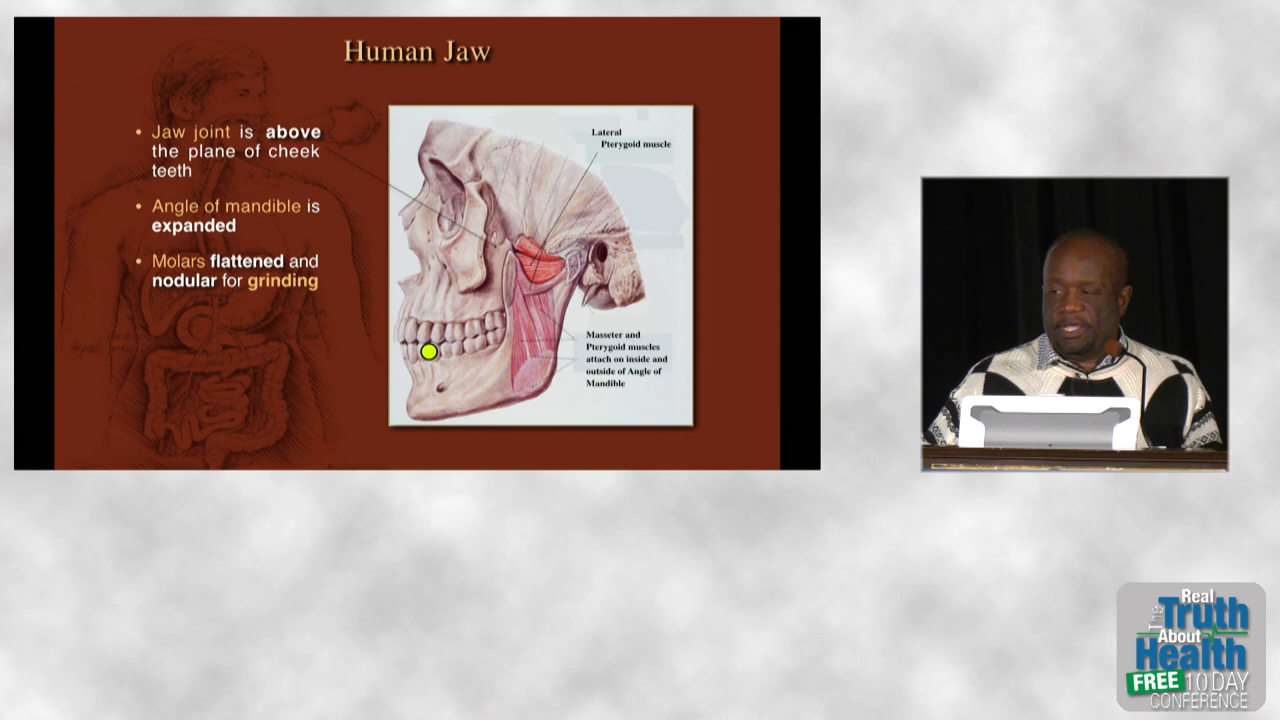 Human Jaw
• Jaw joint is above
the plane of cheek
teeth
• Angle of mandible is
expanded
• Molars flattened and
nodular for grinding
Lateral
Pterygoid muscle
Masseter and
Pterygoid muscles
attach on inside and
outside of Angle of
Mandible
The Real
Truth
About
Health
FREE 10 DAY
CONFERENCE